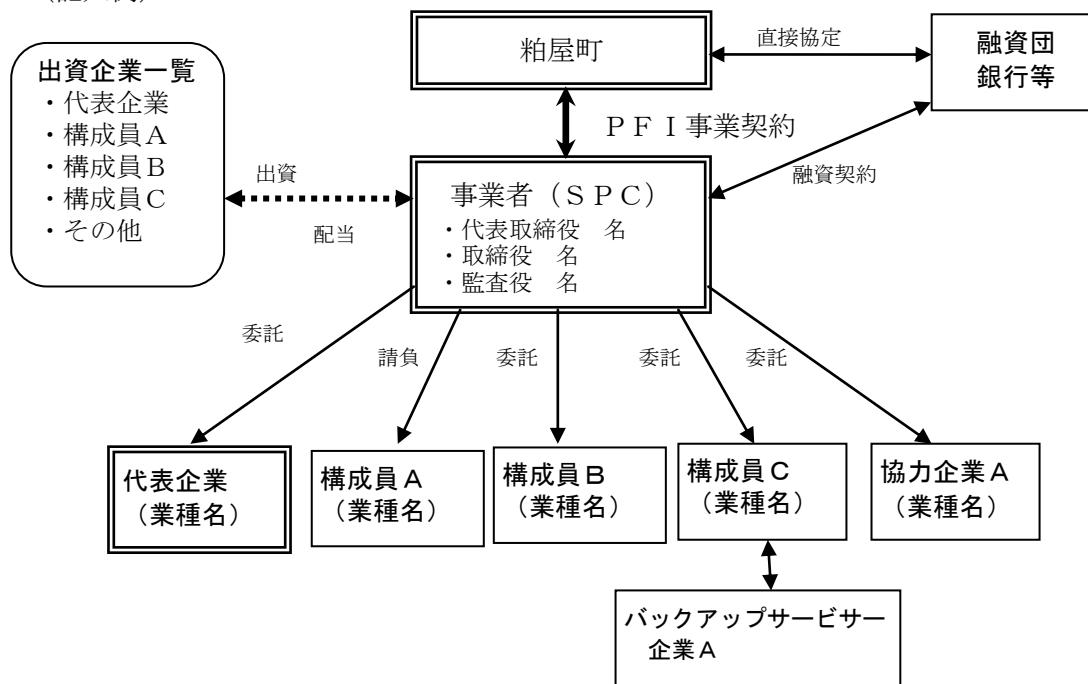 粕屋町
直接協定
融資団
銀行等
出資企業一覧
・代表企業
・構成員Ａ
・構成員Ｂ
・構成員Ｃ
・その他
ＰＦＩ事業契約
出資
配当
融資契約
事業者（ＳＰＣ）
・代表取締役　名
・取締役　名
・監査役　名
委託
請負
委託
委託
委託
代表企業
（業種名）
構成員Ａ
（業種名）
構成員Ｂ
（業種名）
構成員Ｃ
（業種名）
協力企業Ａ
（業種名）
バックアップサービサー
企業Ａ